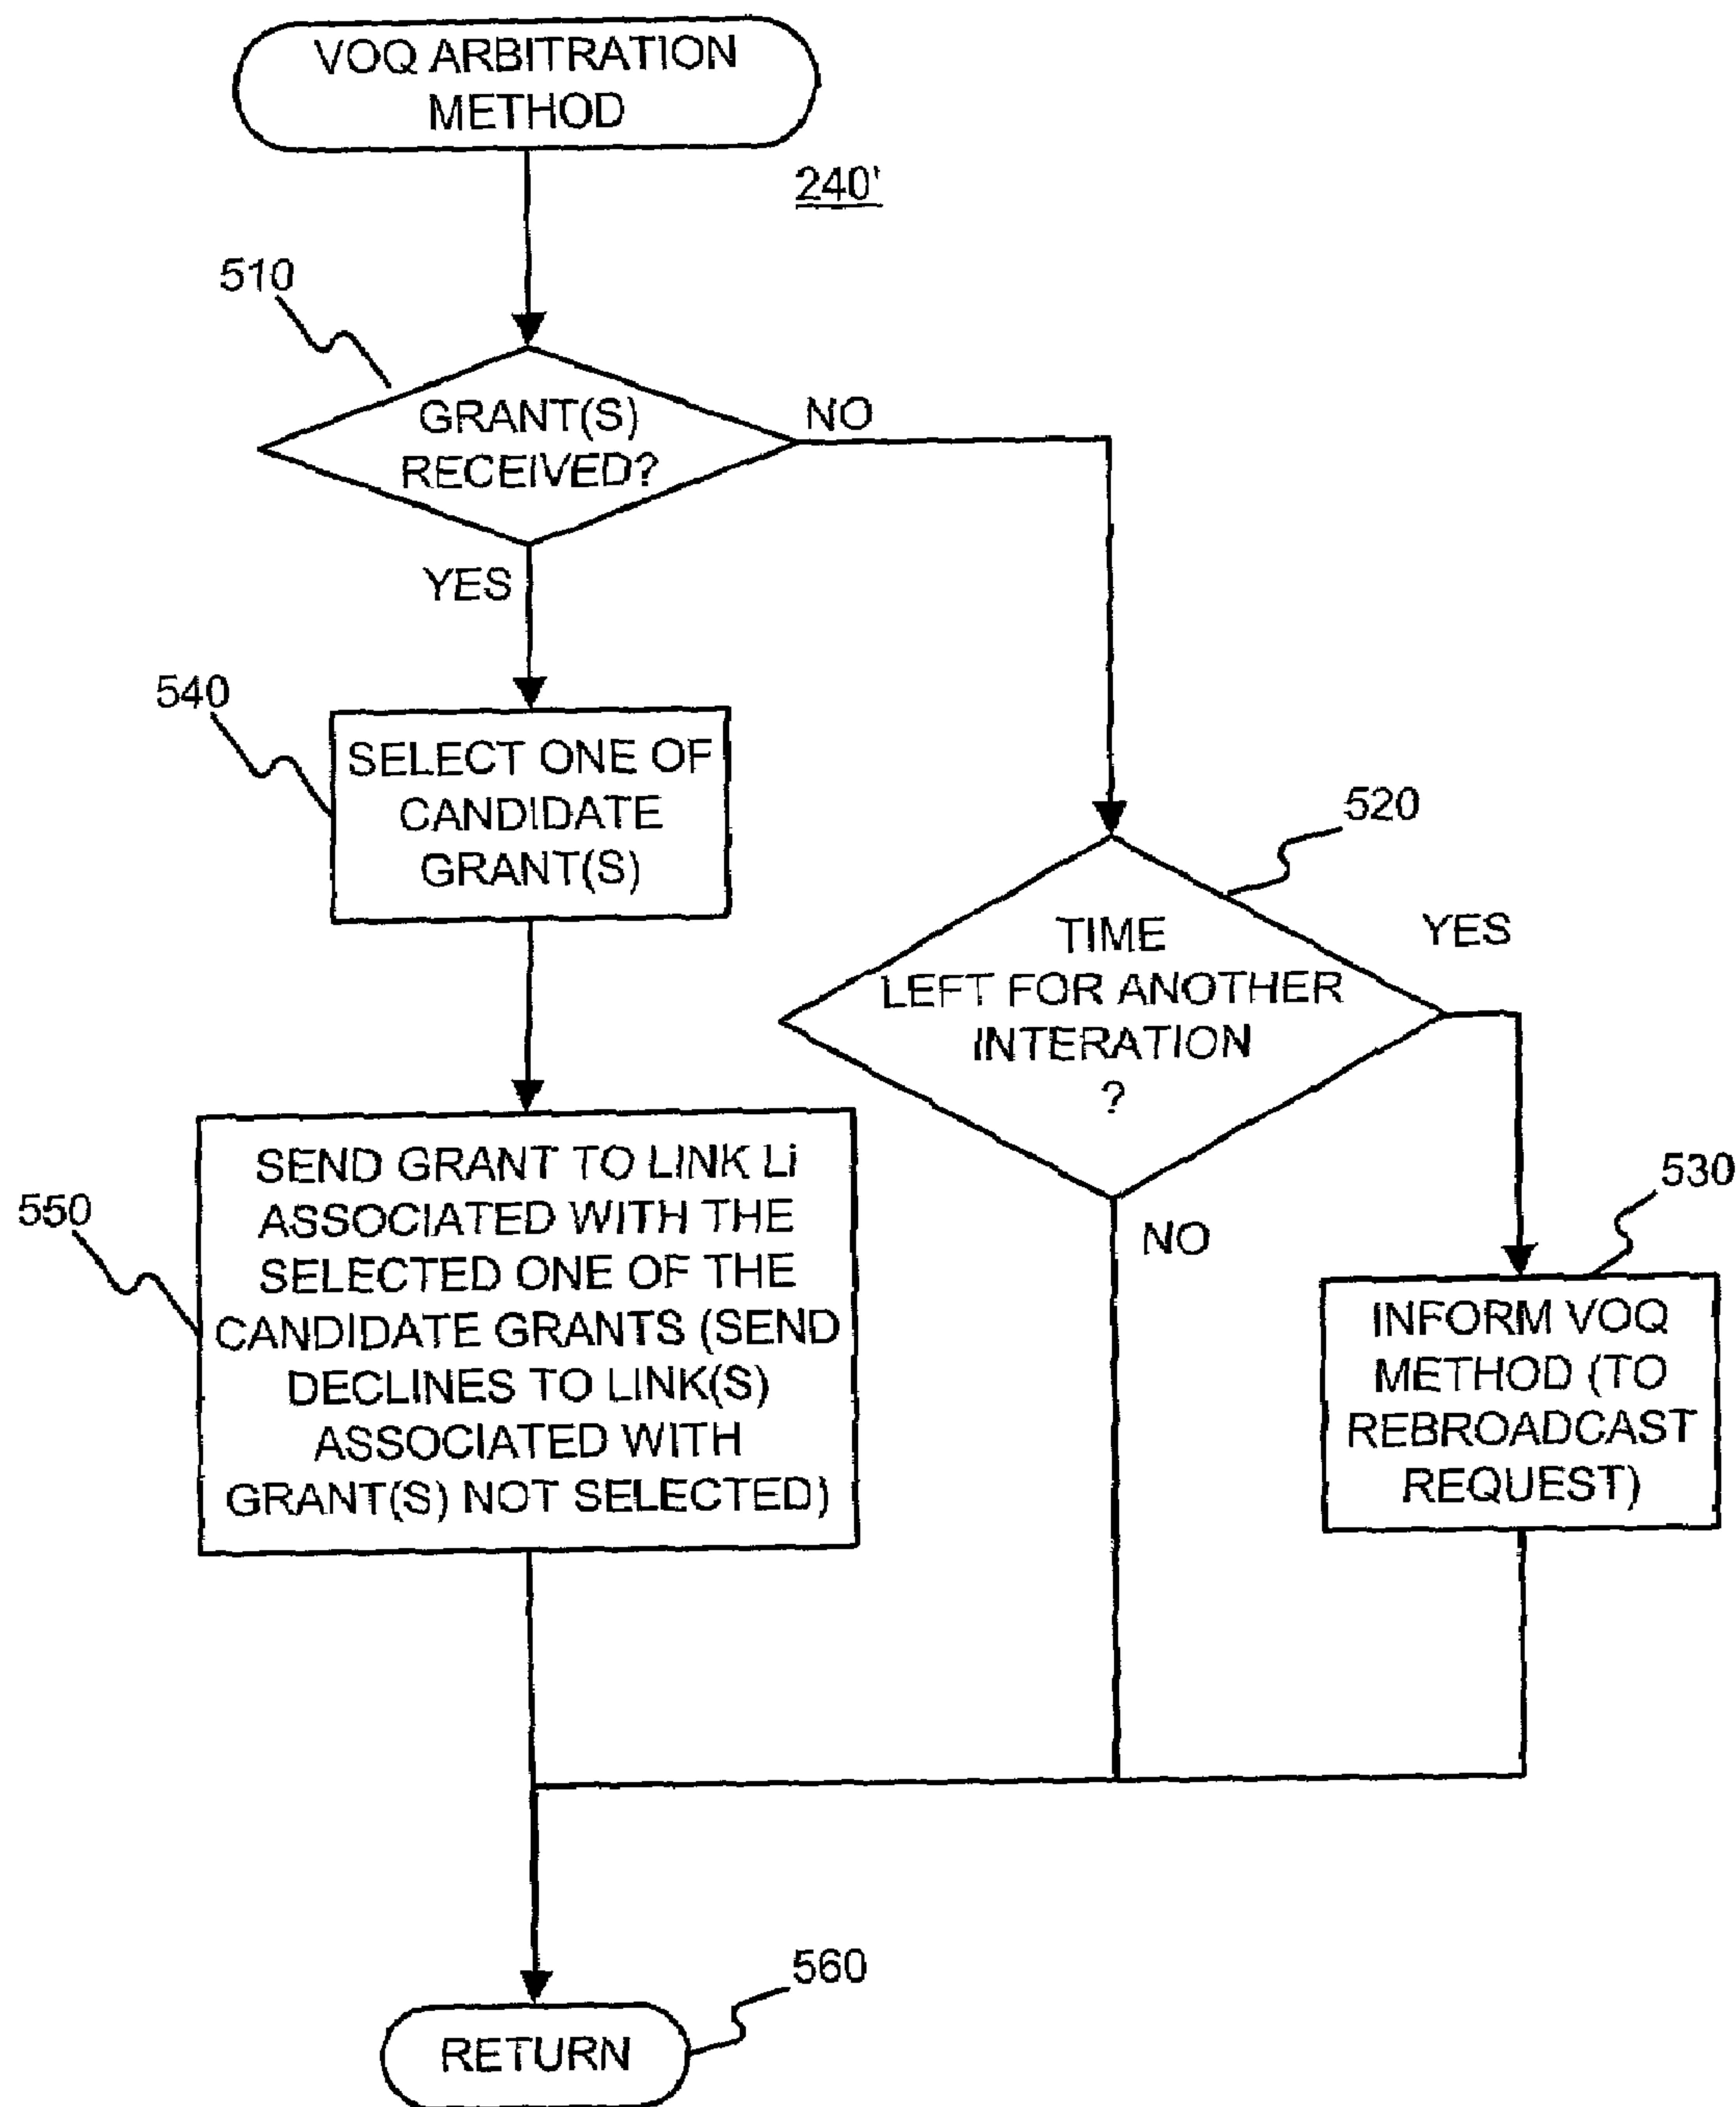 VOQ ARBITRATION
METHOD
240'
510
GRANT(S)
RECEIVED?
NO
YES
540
SELECT ONE OF
CANDIDATE
GRANT(S)
520
TIME
LEFT FOR ANOTHER
INTERATION
?
YES
NO
550
SEND GRANT TO LINK Li
ASSOCIATED WITH THE
SELECTED ONE OF THE
CANDIDATE GRANTS (SEND
DECLINES TO LINK(S)
ASSOCIATED WITH
GRANT(S) NOT SELECTED)
530
INFORM VOQ
METHOD (TO
REBROADCAST
REQUEST)
560
RETURN